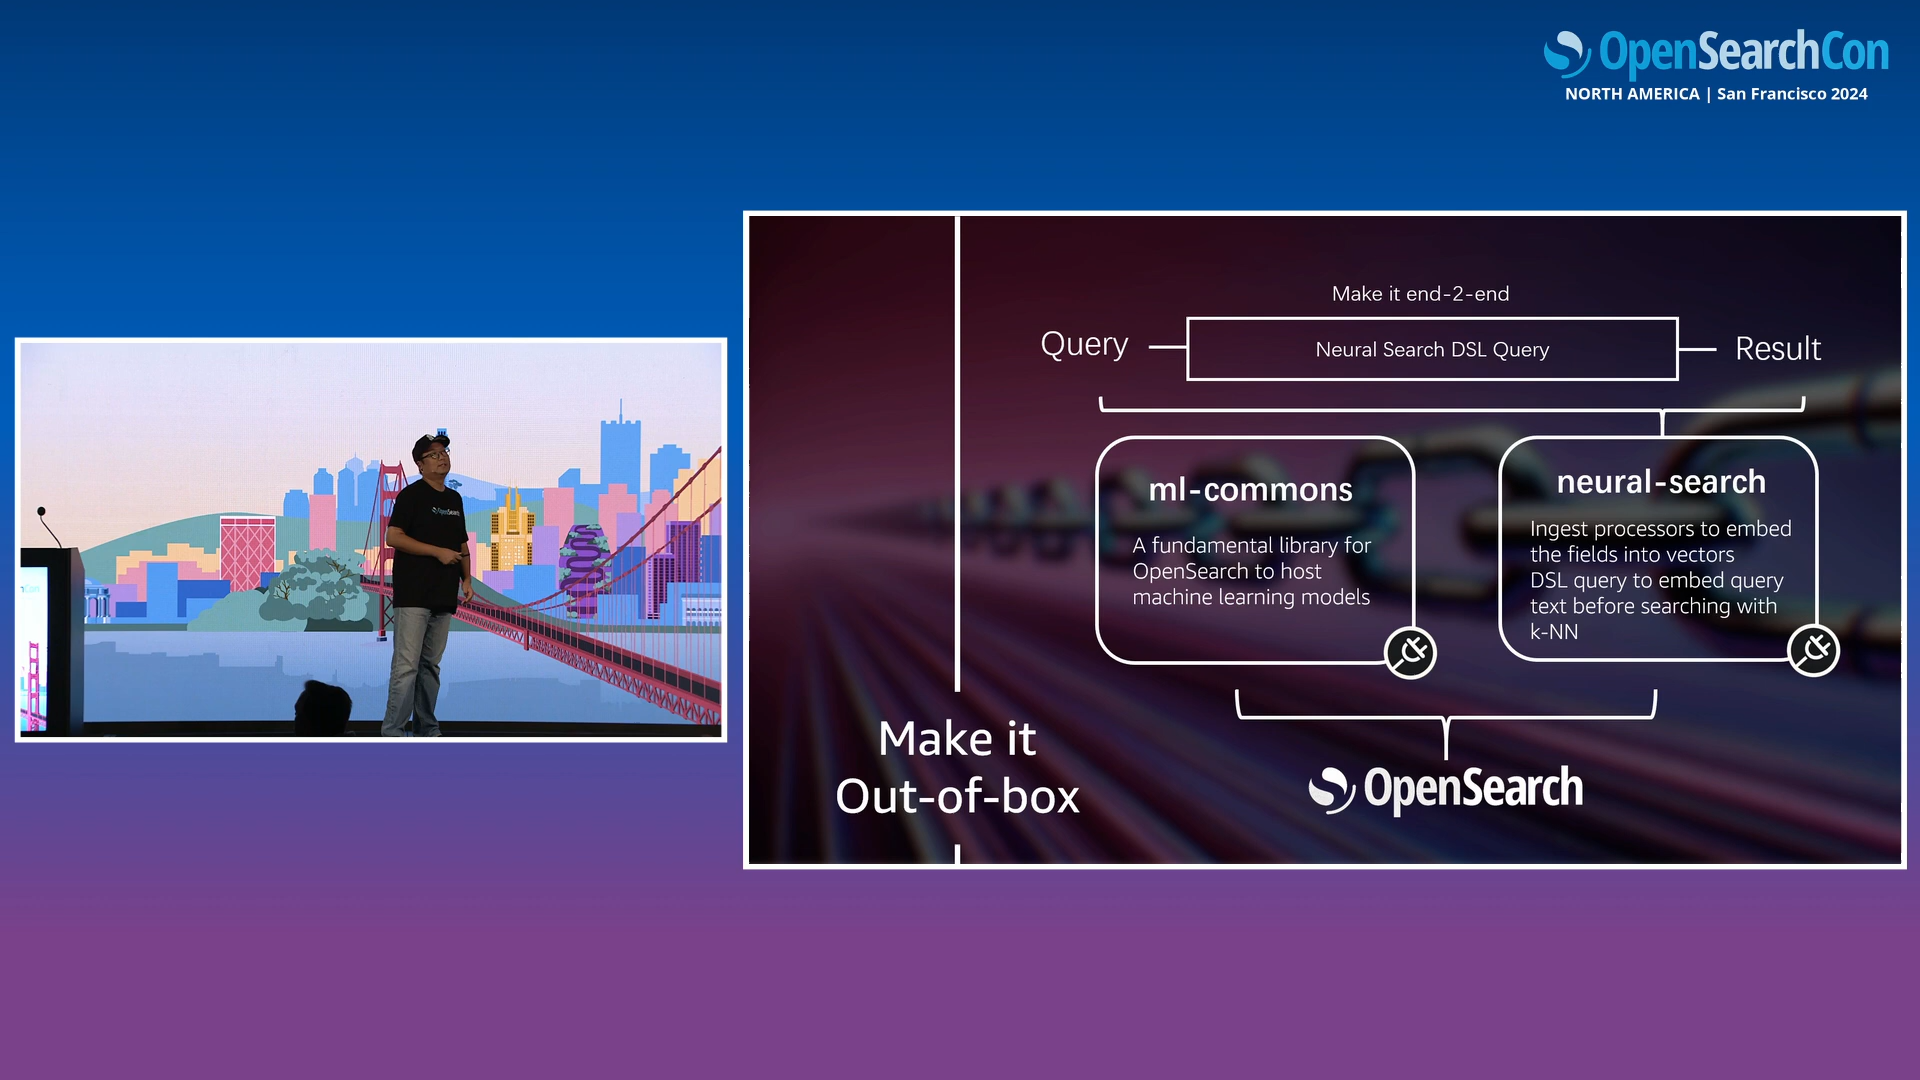 OpenSearchCon
NORTH AMERICA | San Francisco 2024
Make it end-2-end
Query
Neural Search DSL Query
Result
ml-commons
A fundamental library for
OpenSearch to host
machine learning models
neural-search
Ingest processors to embed
the fields into vectors
DSL query to embed query
text before searching with
k-NN
Make it
Out-of-box
OpenSearch
OpenSearch